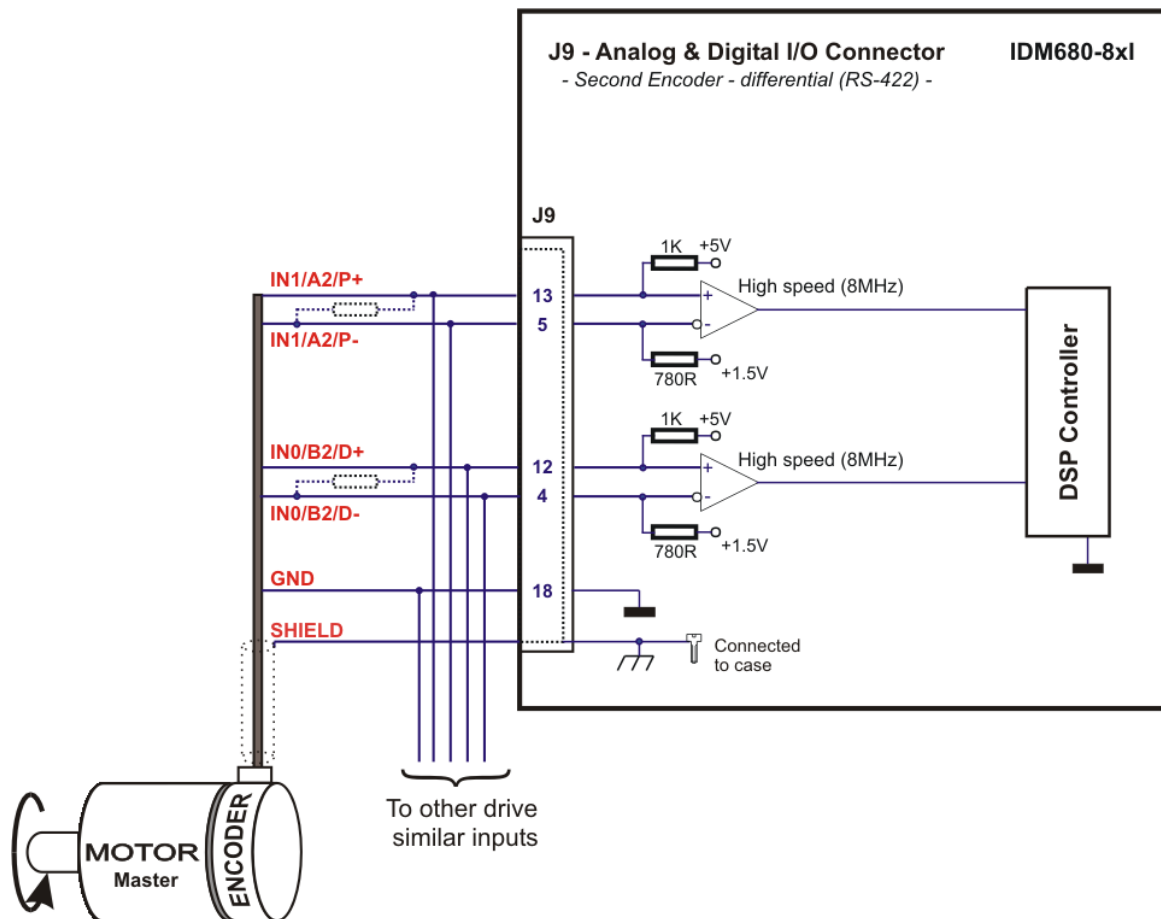 J9 - Analog & Digital I/O Connector
IDM680-8xI
- Second Encoder - differential (RS-422) -
J9
IN1/A2/P+
13
1K
+5V
+
High speed (8MHz)
5
-
IN1/A2/P-
780R
+1.5V
IN0/B2/D+
12
1K
+5V
+
High speed (8MHz)
4
-
IN0/B2/D-
780R
+1.5V
DSP Controller
GND
18
SHIELD
Connected
to case
To other drive
similar inputs
MOTOR
Master
ENCODER